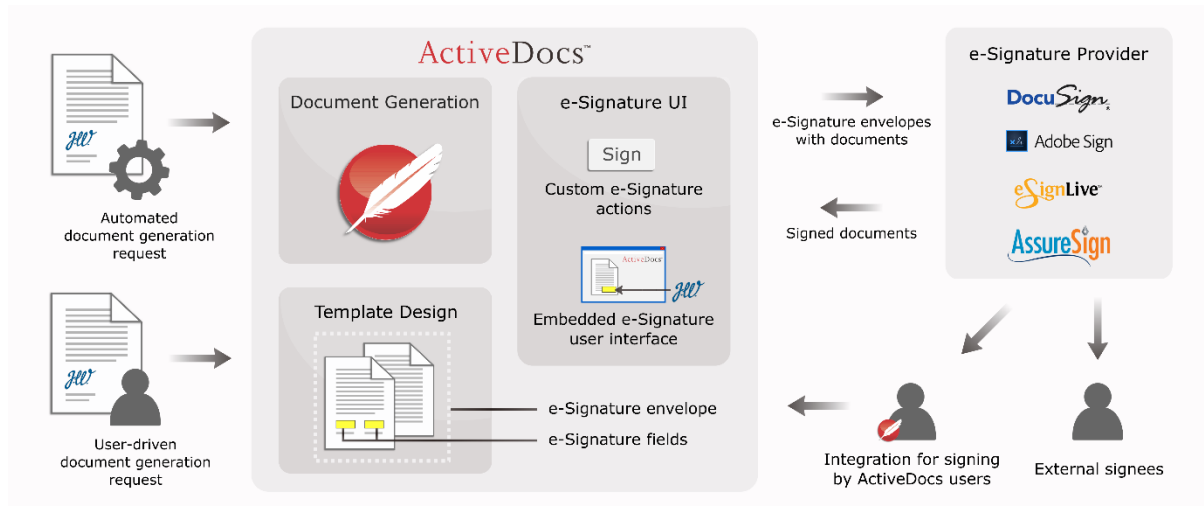 Automated
document generation
request
User-driven
document generation
request
ActiveDocs™
Document Generation
Template Design
e-Signature UI
Sign
Custom e-Signature
actions
ActiveDocs
Embedded e-Signature
user interface
e-Signature envelope
e-Signature fields
e-Signature envelopes
with documents
Signed documents
e-Signature Provider
DocuSign
Adobe Sign
eSignLive™
AssureSign
Integration for signing
by ActiveDocs users
External signees